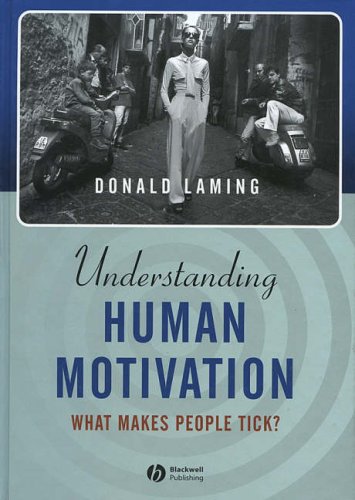 DONALD LAMING
Understanding
HUMAN
MOTIVATION
WHAT MAKES PEOPLE TICK?
b
Blackwell
Publishing